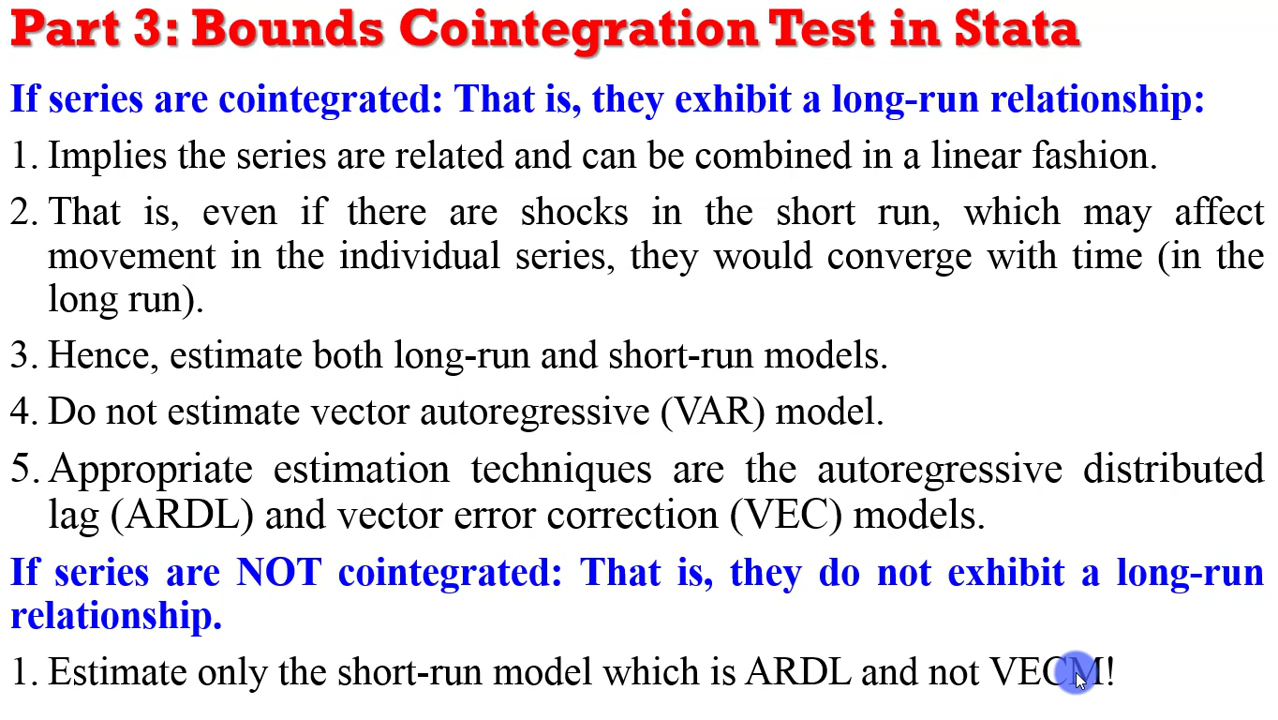 Part 3: Bounds Cointegration Test in Stata
If series are cointegrated: That is, they exhibit a long-run relationship:
1. Implies the series are related and can be combined in a linear fashion.
2. That is, even if there are shocks in the short run, which may affect
movement in the individual series, they would converge with time (in the
long run).
3. Hence, estimate both long-run and short-run models.
4. Do not estimate vector autoregressive (VAR) model.
5. Appropriate estimation techniques are the autoregressive distributed
lag (ARDL) and vector error correction (VEC) models.
If series are NOT cointegrated: That is, they do not exhibit a long-run
relationship.
1. Estimate only the short-run model which is ARDL and not VECM!